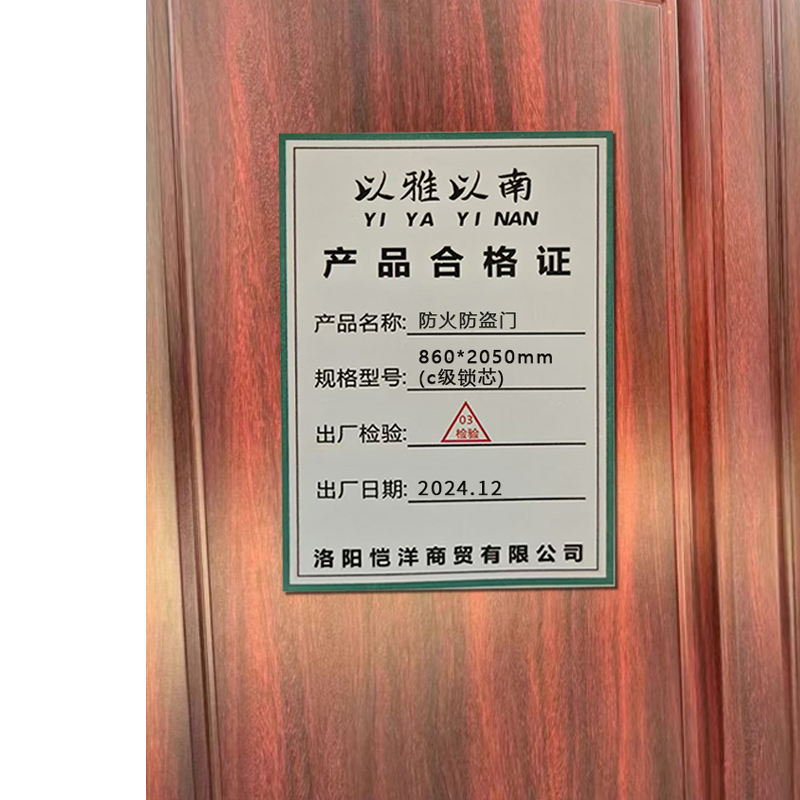 以雅以南
YI YA YI NAN
产品合格证
产品名称: 防火防盗门
规格型号: 860*2050mm
(c级锁芯)
出厂检验: 03
检验
出厂日期: 2024.12
洛阳恺洋商贸有限公司